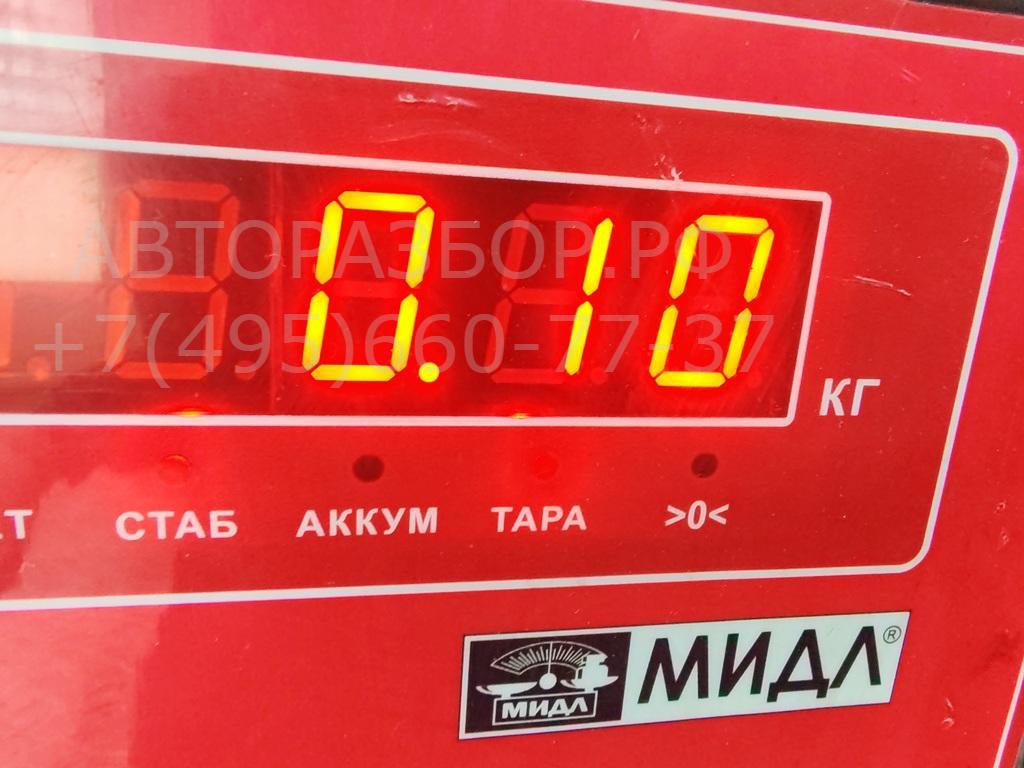 АВТОРАЗБОР.РФ
+7(495)660-77-37
0.10
КГ
СТАБ АККУМ ТАРА >0<
МИДЛ МИДЛ®